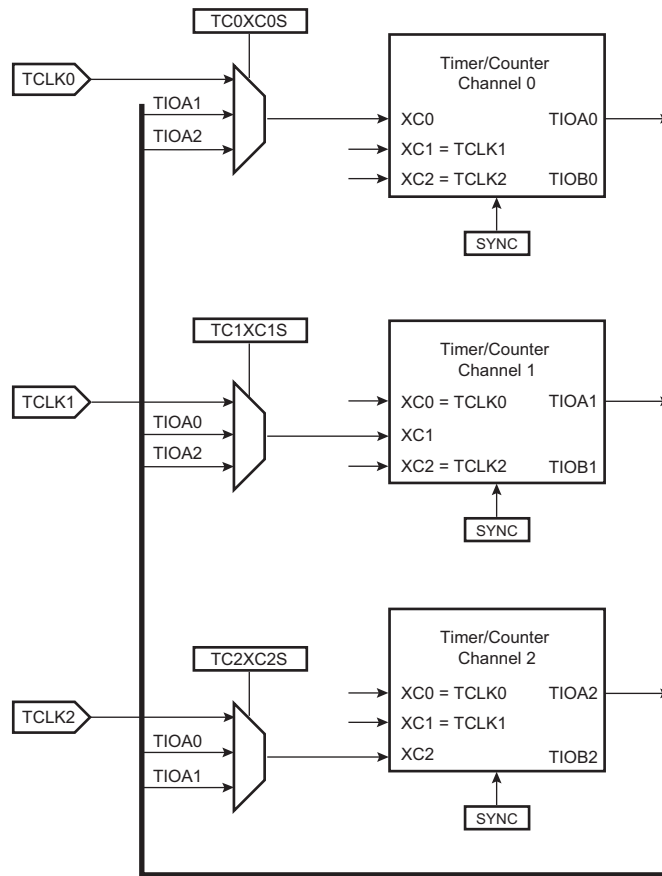 TC0XC0S
TCLK0
TIOA1
TIOA2
Timer/Counter
Channel 0
XC0
TIOA0
XC1 = TCLK1
XC2 = TCLK2
TIOB0
SYNC
TC1XC1S
TCLK1
TIOA0
TIOA2
Timer/Counter
Channel 1
XC0 = TCLK0
TIOA1
XC1
XC2 = TCLK2
TIOB1
SYNC
TC2XC2S
TCLK2
TIOA0
TIOA1
Timer/Counter
Channel 2
XC0 = TCLK0
TIOA2
XC1 = TCLK1
XC2
TIOB2
SYNC